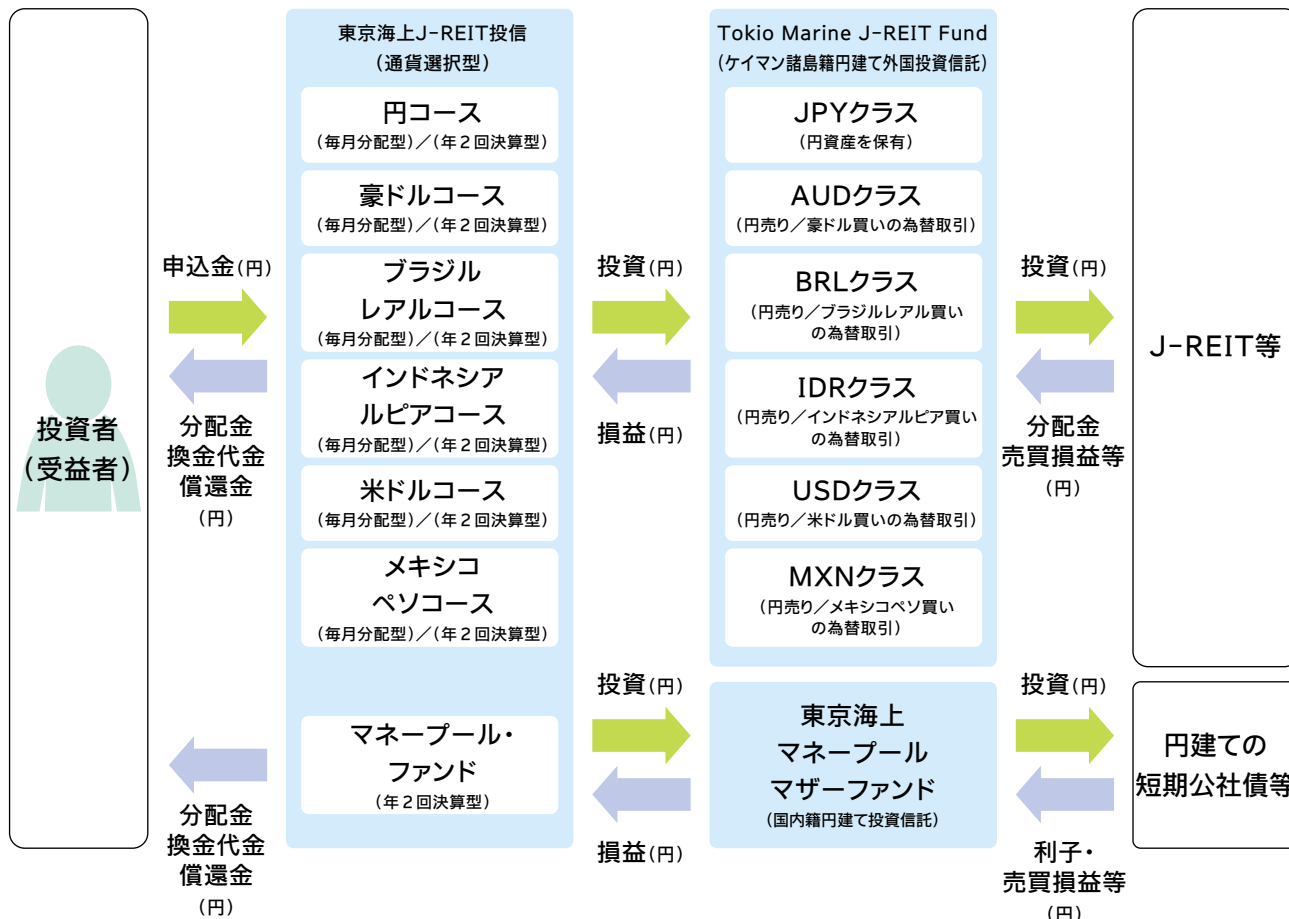 投資者
(受益者)
申込金(円)
分配金
換金代金
償還金
(円)
分配金
換金代金
償還金
(円)
東京海上J-REIT投信
(通貨選択型)
円コース
(毎月分配型)/(年2回決算型)
豪ドルコース
(毎月分配型)/(年2回決算型)
ブラジル
レアルコース
(毎月分配型)/(年2回決算型)
インドネシア
ルピアコース
(毎月分配型)/(年2回決算型)
米ドルコース
(毎月分配型)/(年2回決算型)
メキシコ
ペソコース
(毎月分配型)/(年2回決算型)
マネープール・
ファンド
(年2回決算型)
投資(円)
損益(円)
投資(円)
損益(円)
Tokio Marine J-REIT Fund
(ケイマン諸島籍円建て外国投資信託)
JPYクラス
(円資産を保有)
AUDクラス
(円売り/豪ドル買いの為替取引)
BRLクラス
(円売り/ブラジルレアル買い
の為替取引)
IDRクラス
(円売り/インドネシアルピア買い
の為替取引)
USDクラス
(円売り/米ドル買いの為替取引)
MXNクラス
(円売り/メキシコペソ買い
の為替取引)
東京海上
マネープール
マザーファンド
(国内籍円建て投資信託)
投資(円)
分配金
売買損益等
(円)
投資(円)
利子・
売買損益等
(円)
J-REIT等
円建ての
短期公社債等